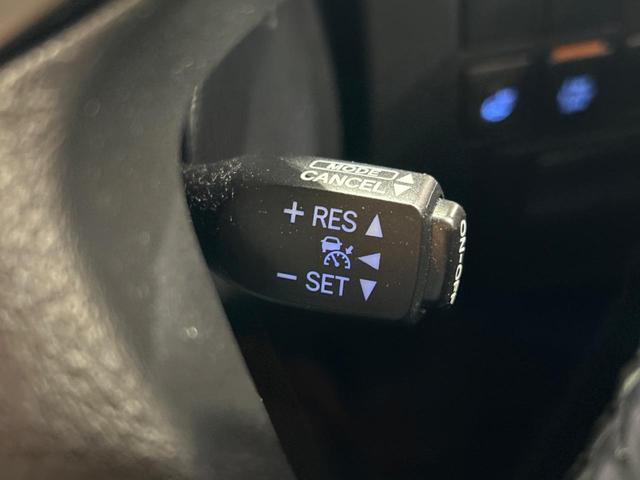 MODE
CANCEL
+ RES
− SET
ON-OFF